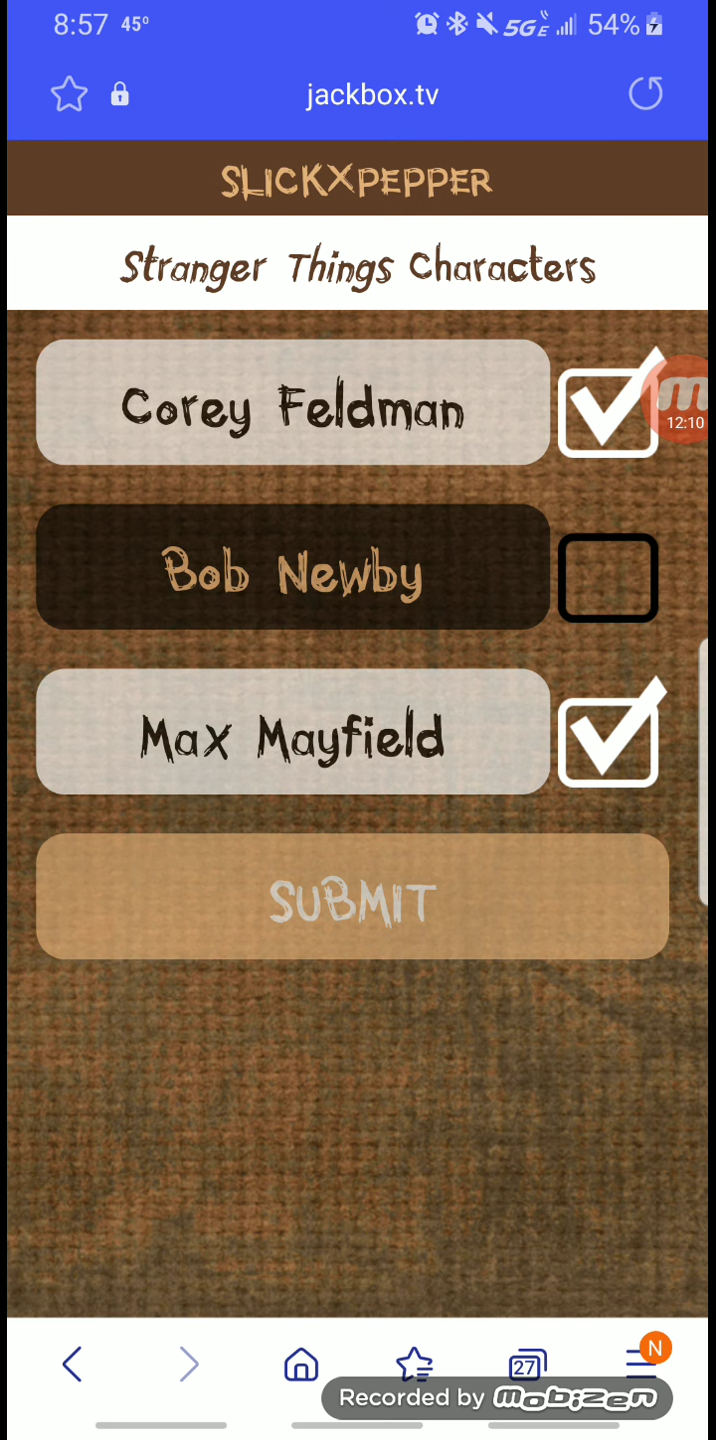 8:57 45° 5GE 54%
jackbox.tv
SLICKXPEPPER
Stranger Things Characters
Corey Feldman
12:10
Bob Newby
Max Mayfield
SUBMIT
27
N
Recorded by mobizen